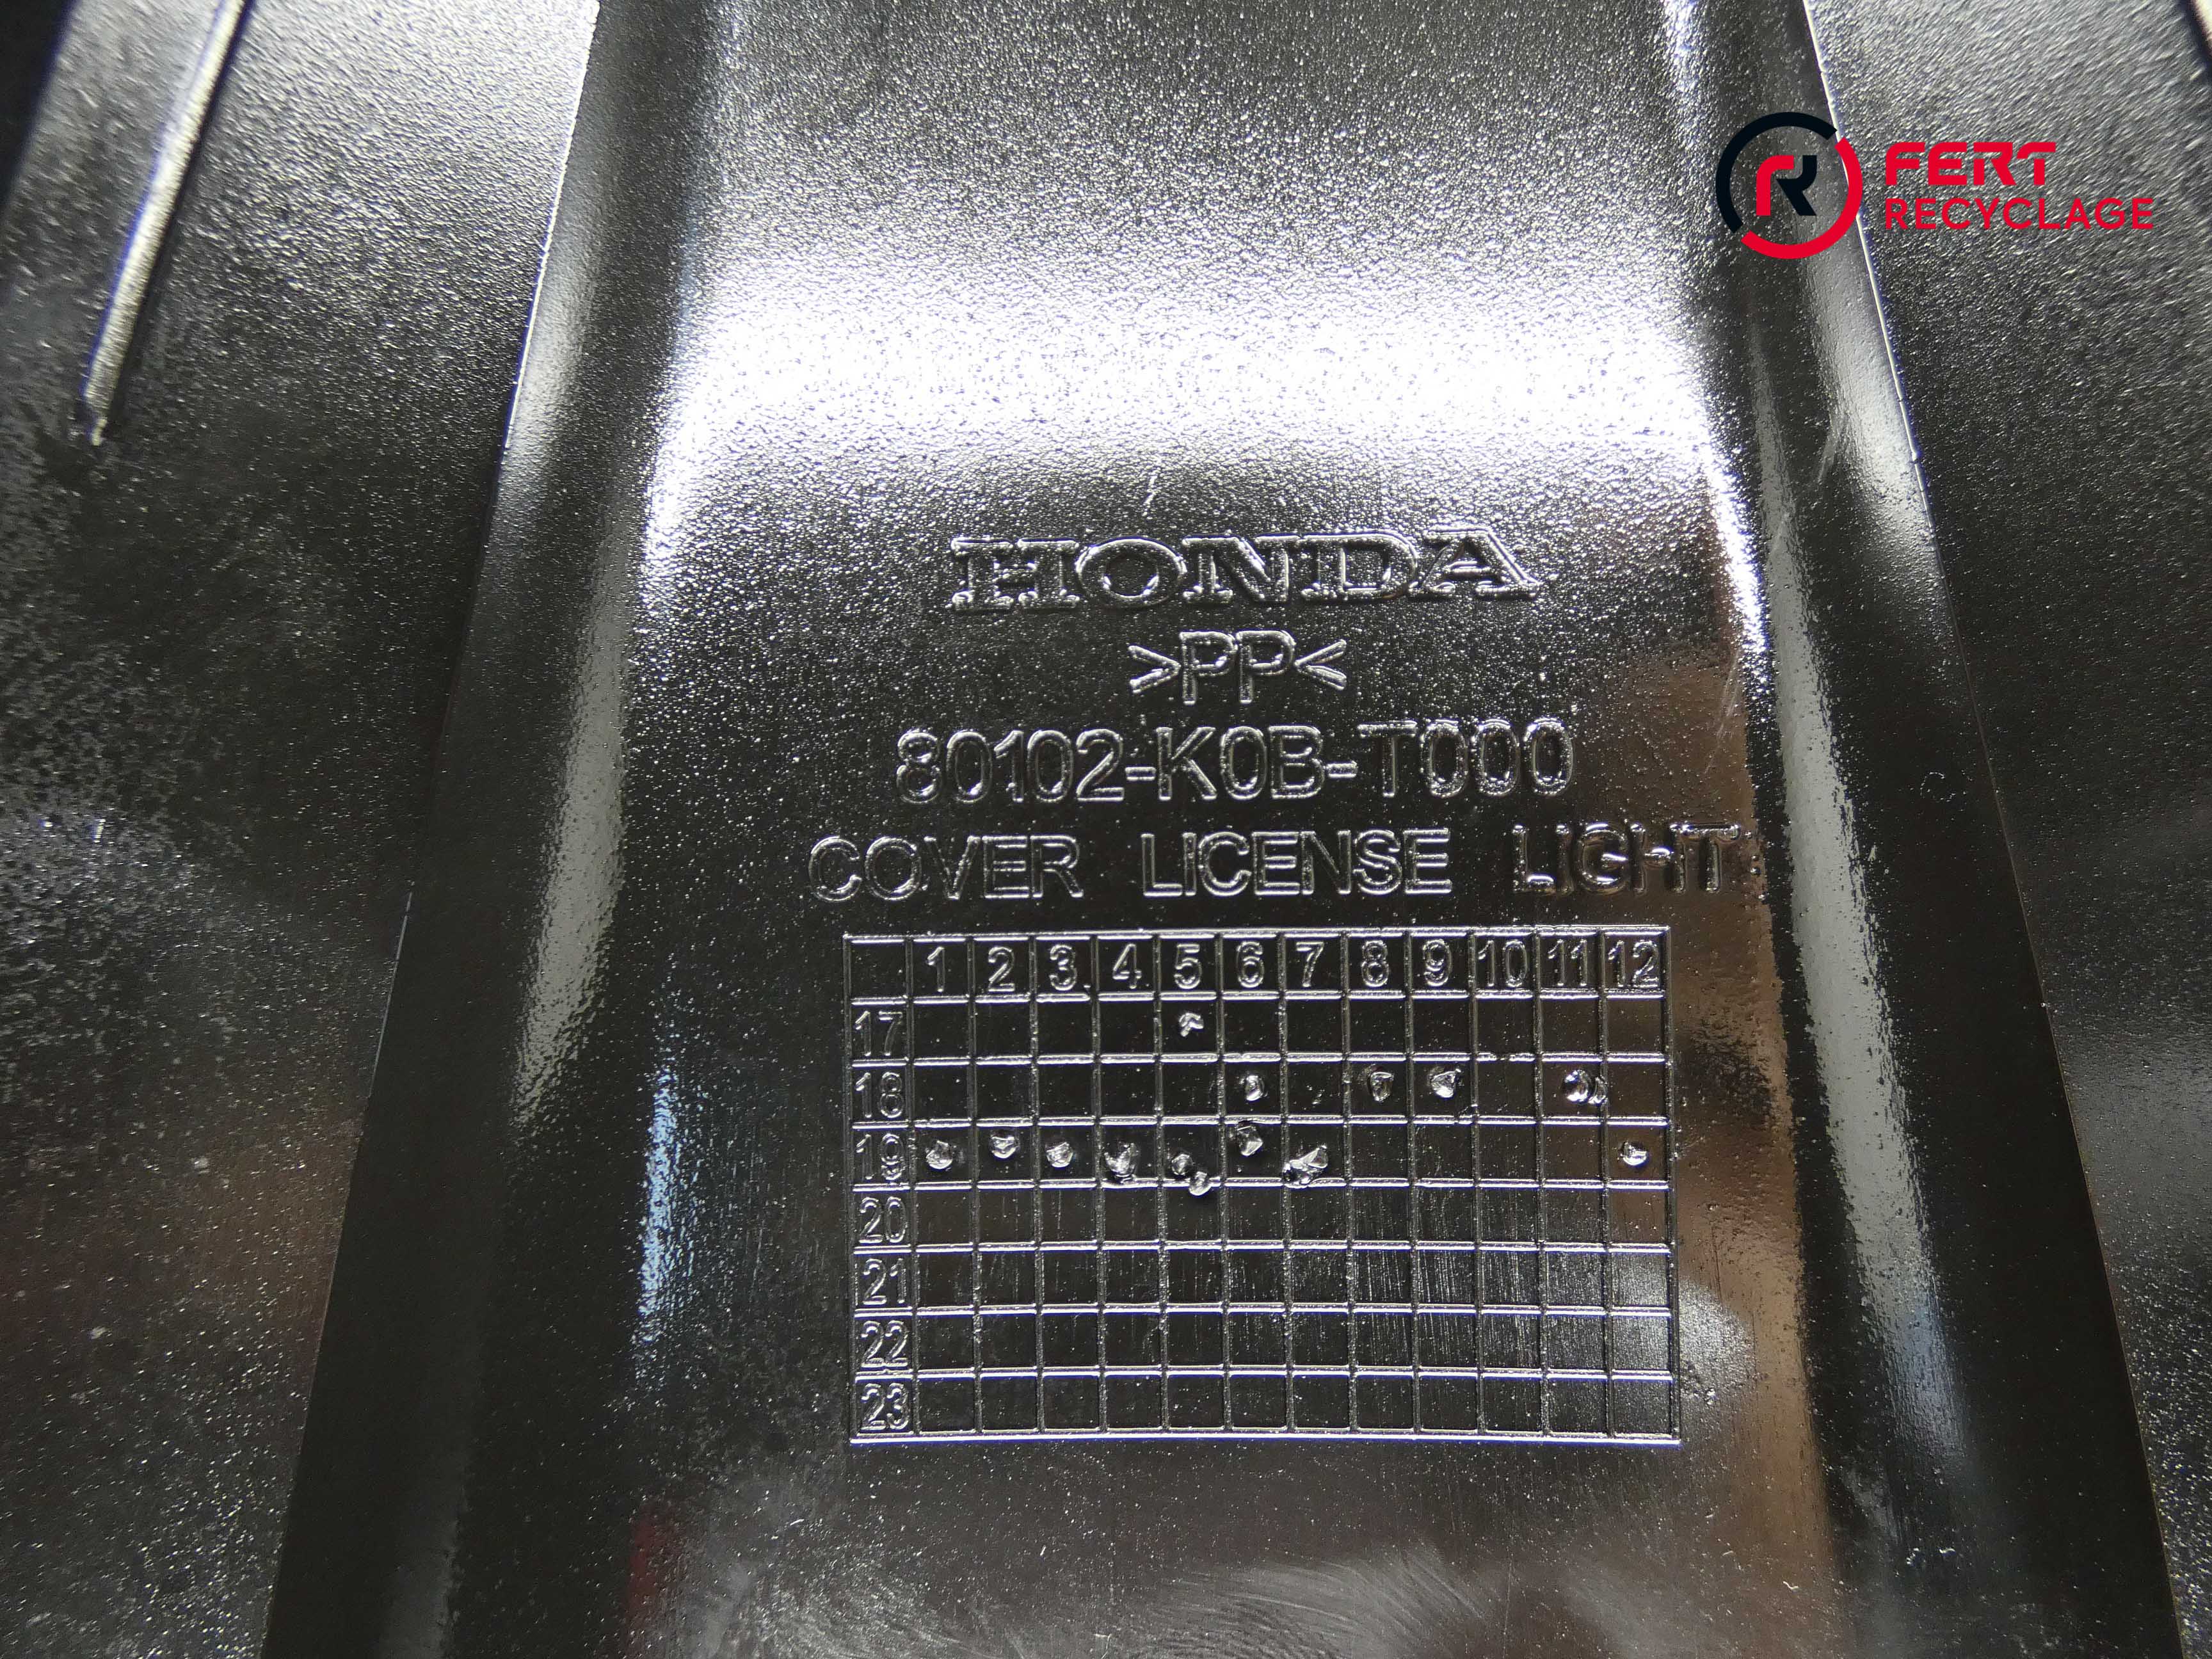 FERT
RECYCLAGE
HONDA
>PP<
80102-K0B-T000
COVER LICENSE LIGHT
1 2 3 4 5 6 7 8 9 10 11 12
17
18
19
20
21
22
23